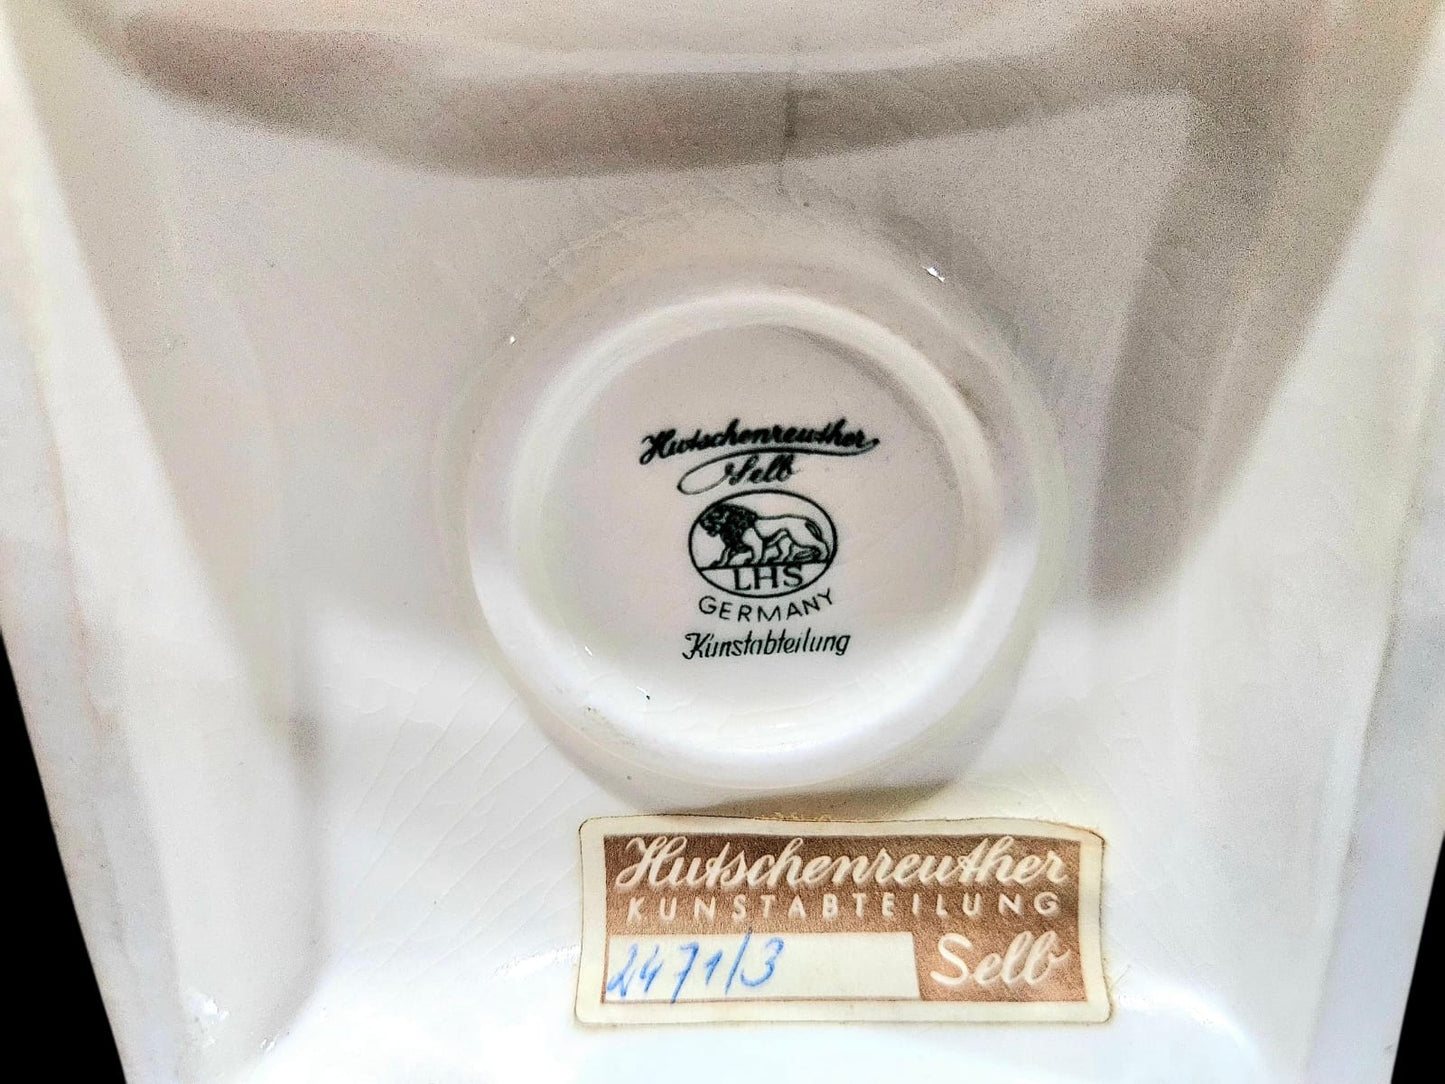 Hutschenreuther
Selb
LHS
GERMANY
Kunstabteilung
Hutschenreuther
KUNSTABTEILUNG
2471/3 Selb